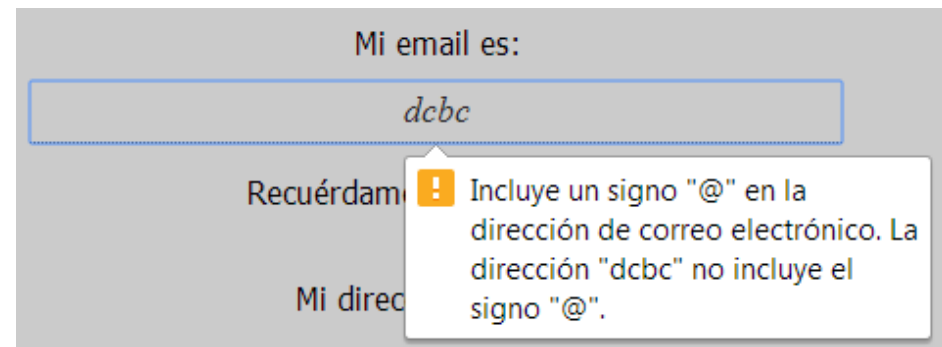 Mi email es:
dcbc
Recuérdam
Incluye un signo "@" en la
dirección de correo electrónico. La
dirección "dcbc" no incluye el
signo "@".
Mi direc